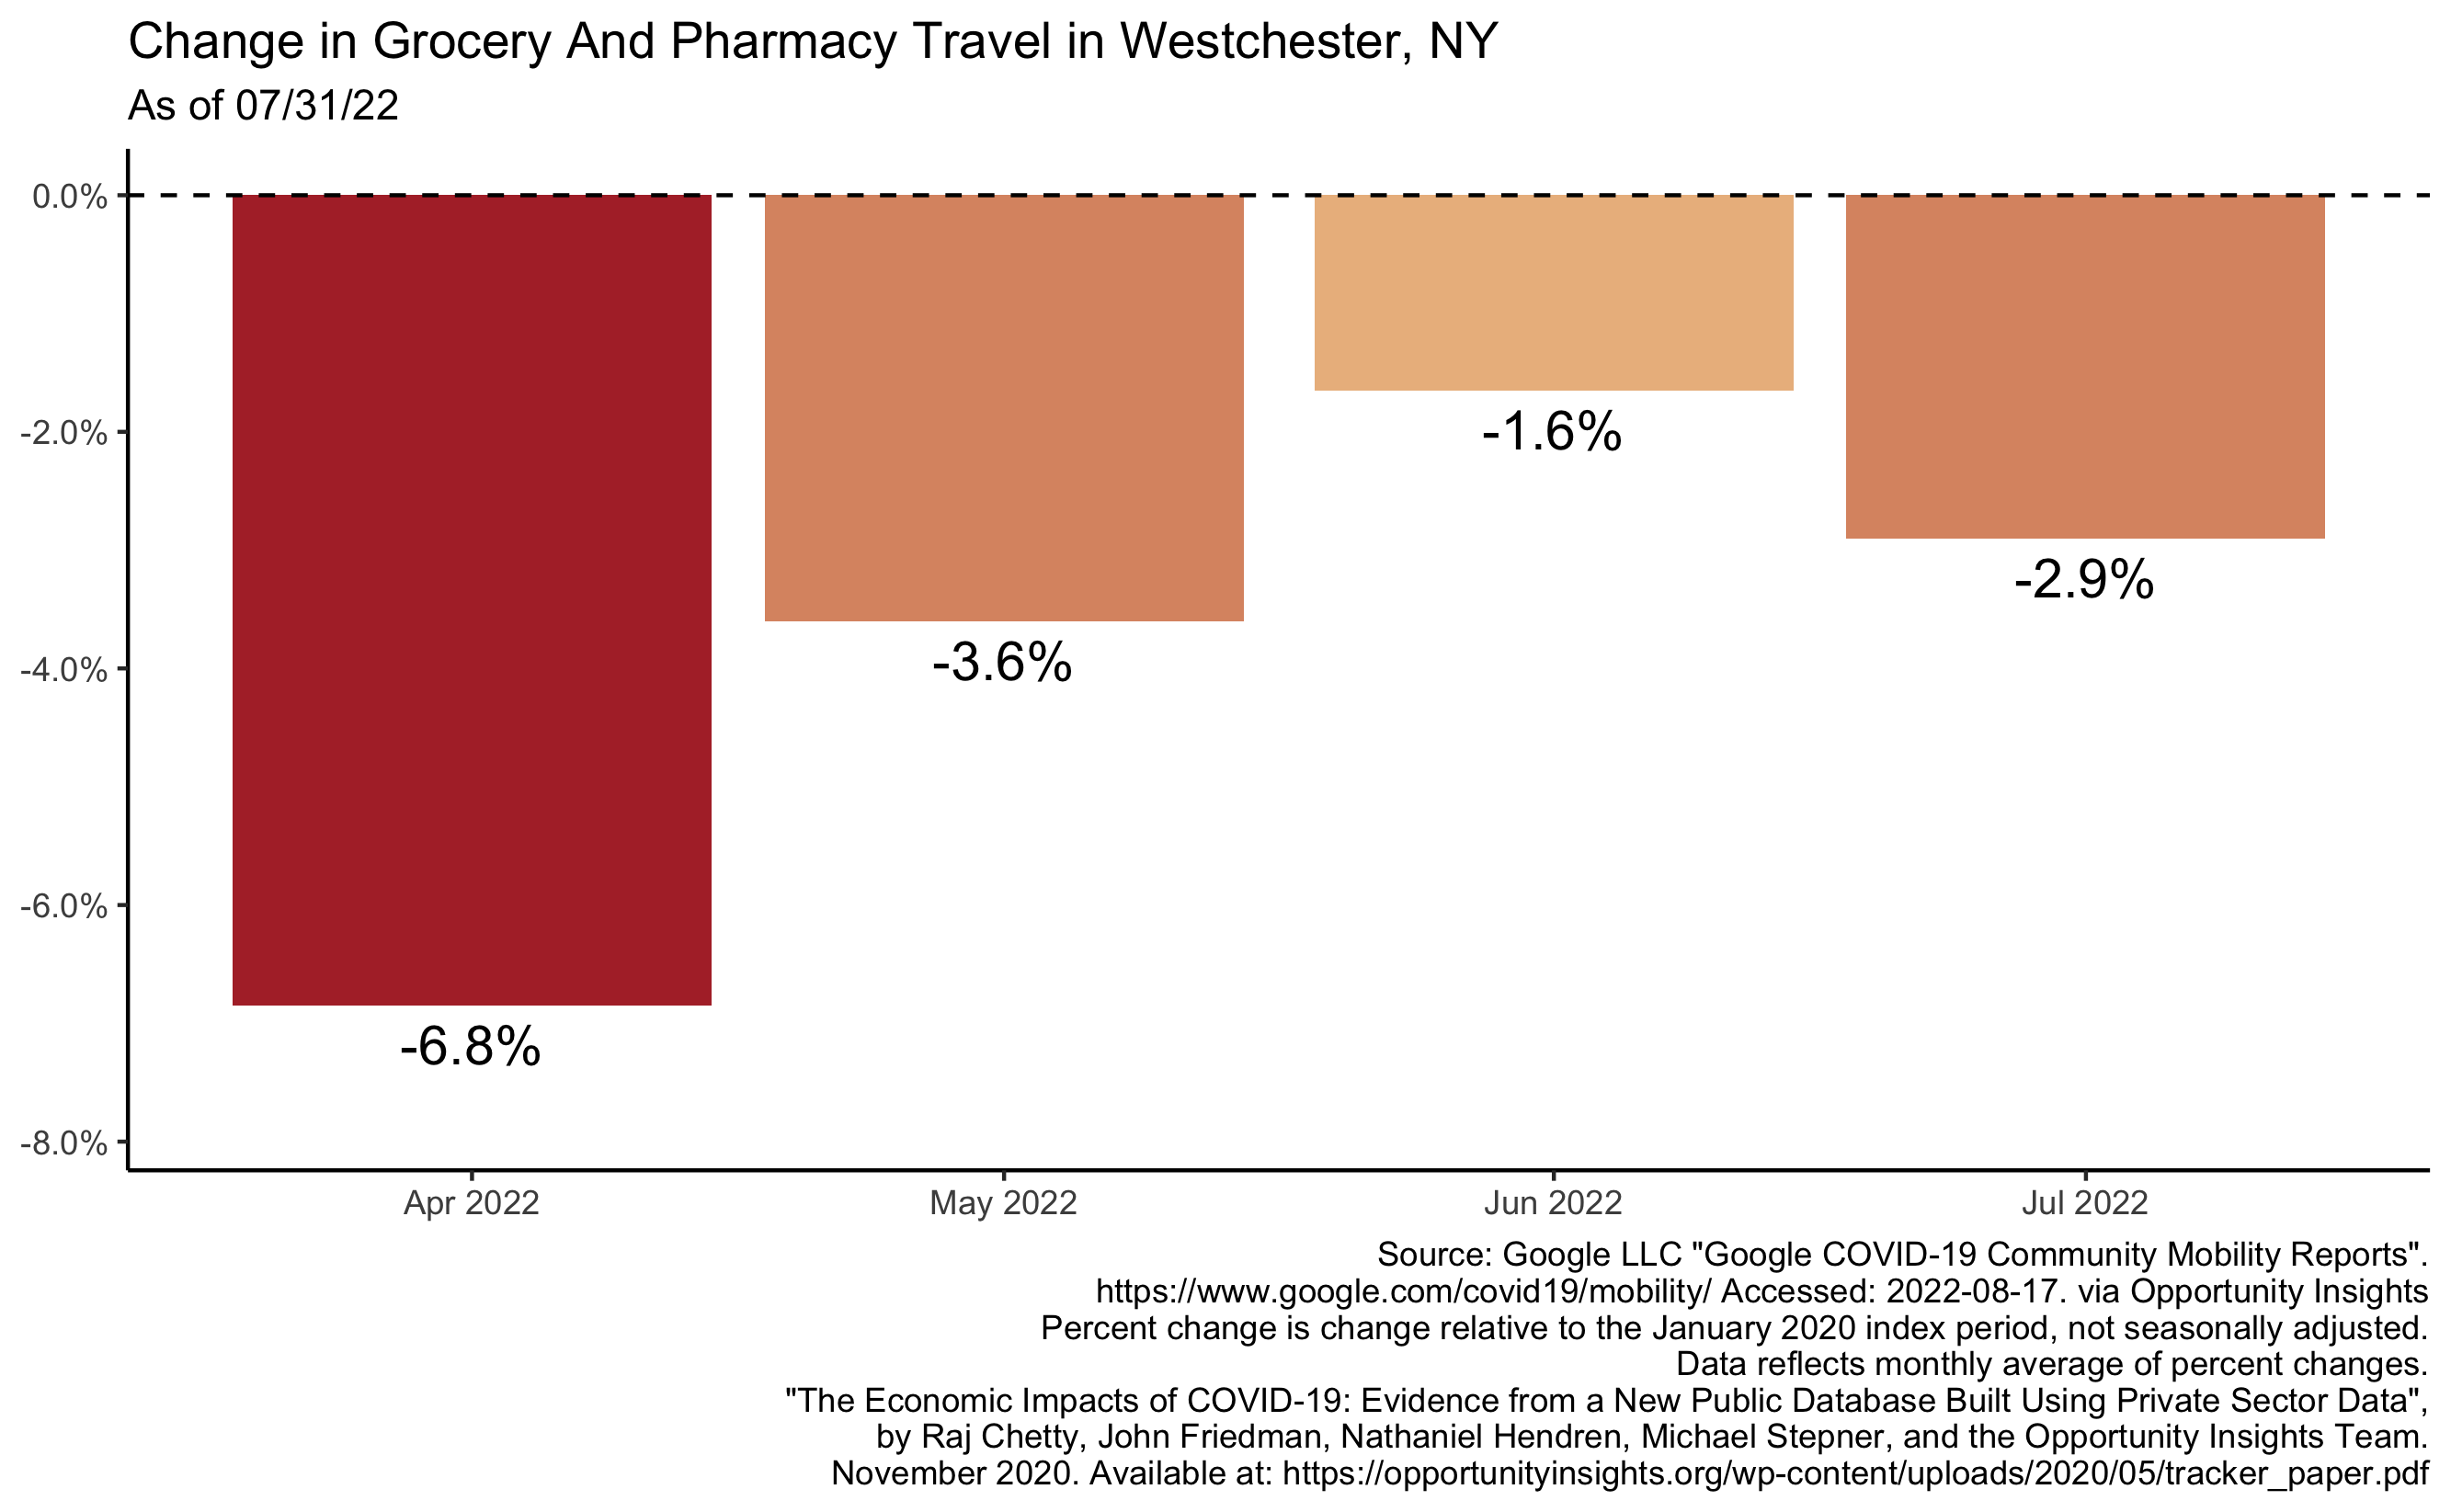 Change in Grocery And Pharmacy Travel in Westchester, NY
As of 07/31/22
0.0%
-2.0%
-4.0%
-6.0%
-8.0%
-6.8%
-3.6%
-1.6%
-2.9%
Apr 2022
May 2022
Jun 2022
Jul 2022
Source: Google LLC "Google COVID-19 Community Mobility Reports".
https://www.google.com/covid19/mobility/ Accessed: 2022-08-17. via Opportunity Insights
Percent change is change relative to the January 2020 index period, not seasonally adjusted.
Data reflects monthly average of percent changes.
"The Economic Impacts of COVID-19: Evidence from a New Public Database Built Using Private Sector Data",
by Raj Chetty, John Friedman, Nathaniel Hendren, Michael Stepner, and the Opportunity Insights Team.
November 2020. Available at: https://opportunityinsights.org/wp-content/uploads/2020/05/tracker_paper.pdf